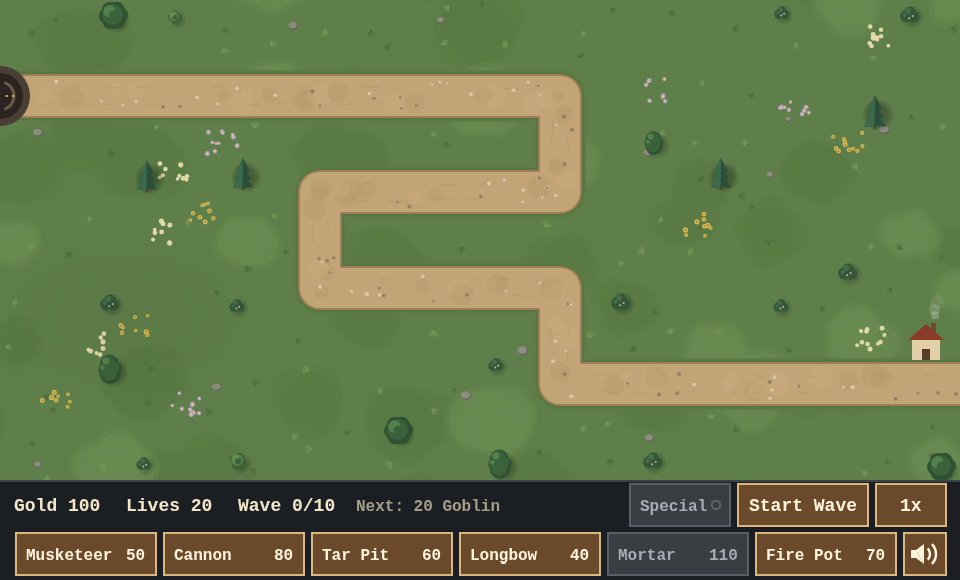 Gold 100 Lives 20 Wave 0/10 Next: 20 Goblin Special Start Wave 1x
Musketeer 50 Cannon 80 Tar Pit 60 Longbow 40 Mortar 110 Fire Pot 70